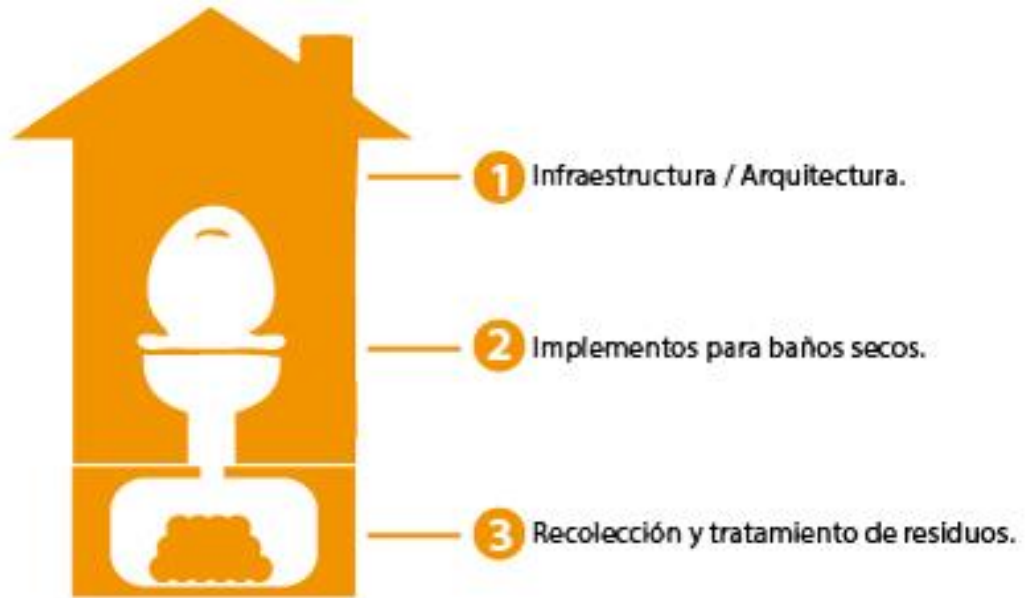 1 Infraestructura / Arquitectura.
2 Implementos para baños secos.
3 Recolección y tratamiento de residuos.